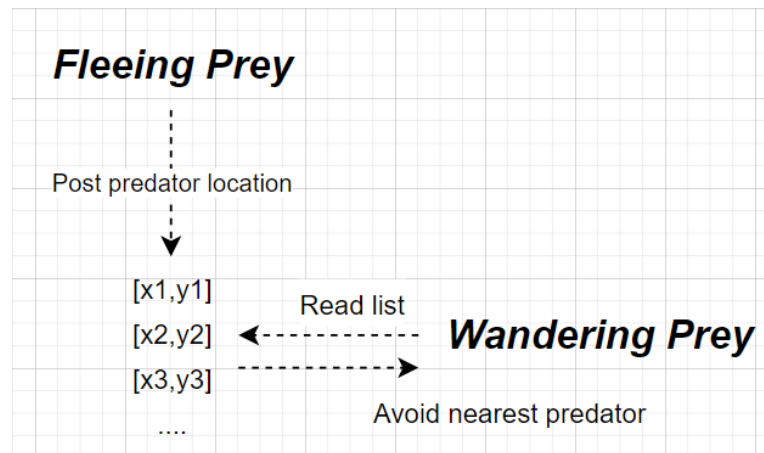 Fleeing Prey
Post predator location
[x1,y1]
Read list
[x2,y2]
Wandering Prey
[x3,y3]
Avoid nearest predator
....